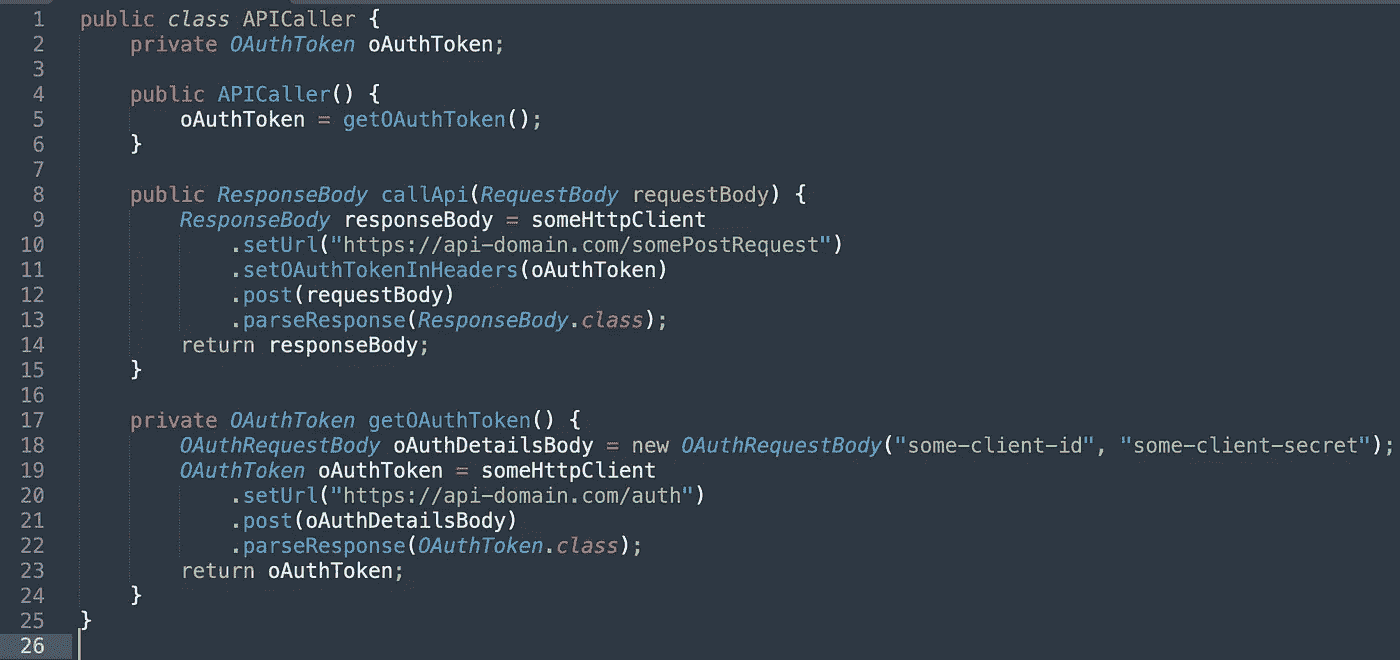 1 public class APICaller {
2 private OAuthToken oAuthToken;
3
4 public APICaller() {
5 oAuthToken = getOAuthToken();
6 }
7
8 public ResponseBody callApi(RequestBody requestBody) {
9 ResponseBody responseBody = someHttpClient
10 .setUrl("https://api-domain.com/somePostRequest")
11 .setOAuthTokenInHeaders(oAuthToken)
12 .post(requestBody)
13 .parseResponse(ResponseBody.class);
14 return responseBody;
15 }
16
17 private OAuthToken getOAuthToken() {
18 OAuthRequestBody oAuthDetailsBody = new OAuthRequestBody("some-client-id", "some-client-secret");
19 OAuthToken oAuthToken = someHttpClient
20 .setUrl("https://api-domain.com/auth")
21 .post(oAuthDetailsBody)
22 .parseResponse(OAuthToken.class);
23 return oAuthToken;
24 }
25 }
26